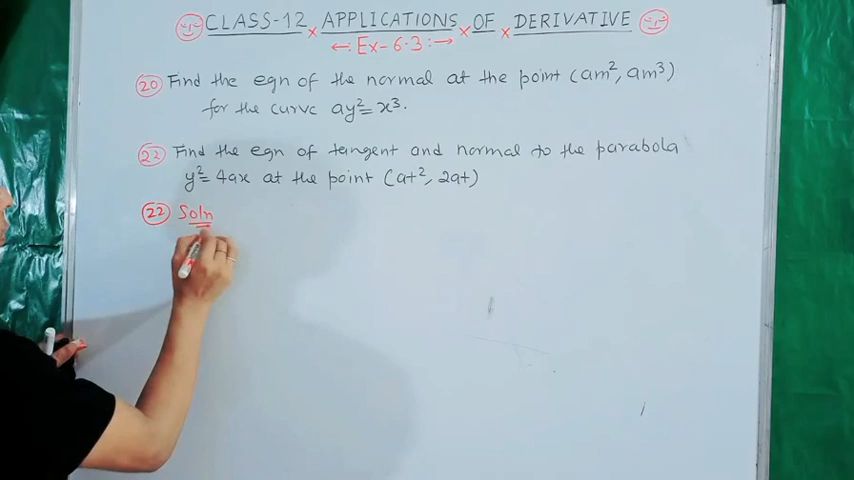 CLASS-12 × APPLICATIONS × OF × DERIVATIVE
←: Ex-6.3 :→
20 Find the eqn of the normal at the point (am², am³)
for the curve ay² = x³.
22 Find the eqn of tangent and normal to the parabola
y² = 4ax at the point (at², 2at)
22 Soln